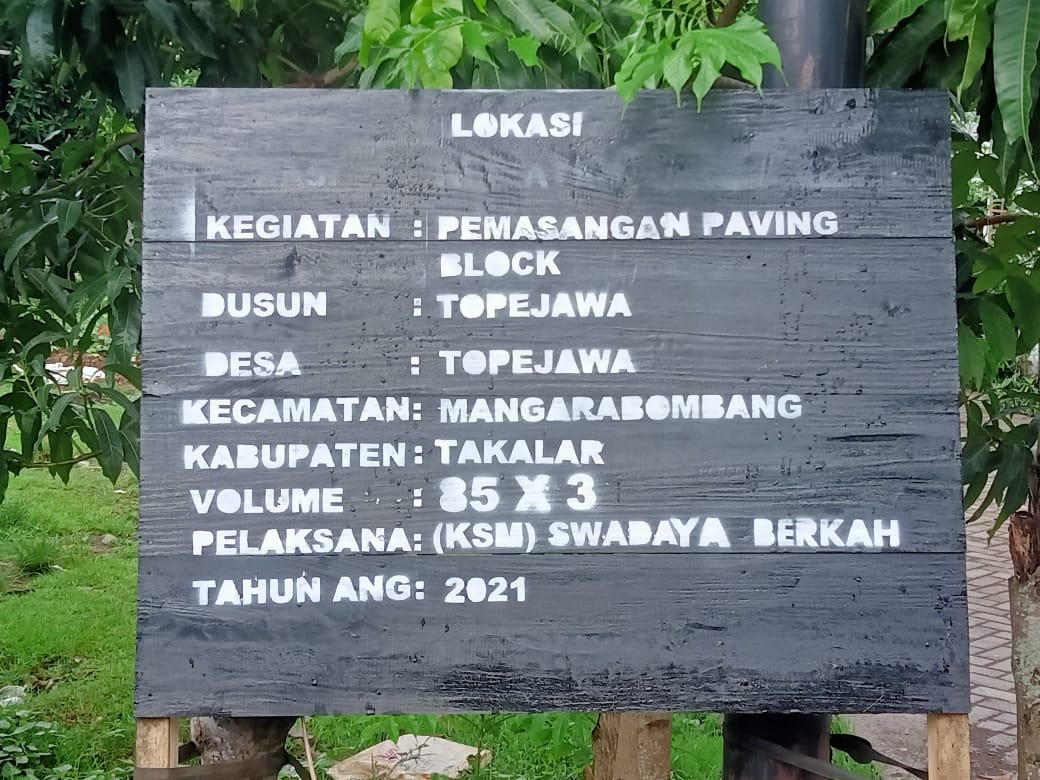 LOKASI
KEGIATAN : PEMASANGAN PAVING
BLOCK
DUSUN : TOPEJAWA
DESA : TOPEJAWA
KECAMATAN: MANGARABOMBANG
KABUPATEN: TAKALAR
VOLUME : 85 X 3
PELAKSANA: (KSM) SWADAYA BERKAH
TAHUN ANG: 2021